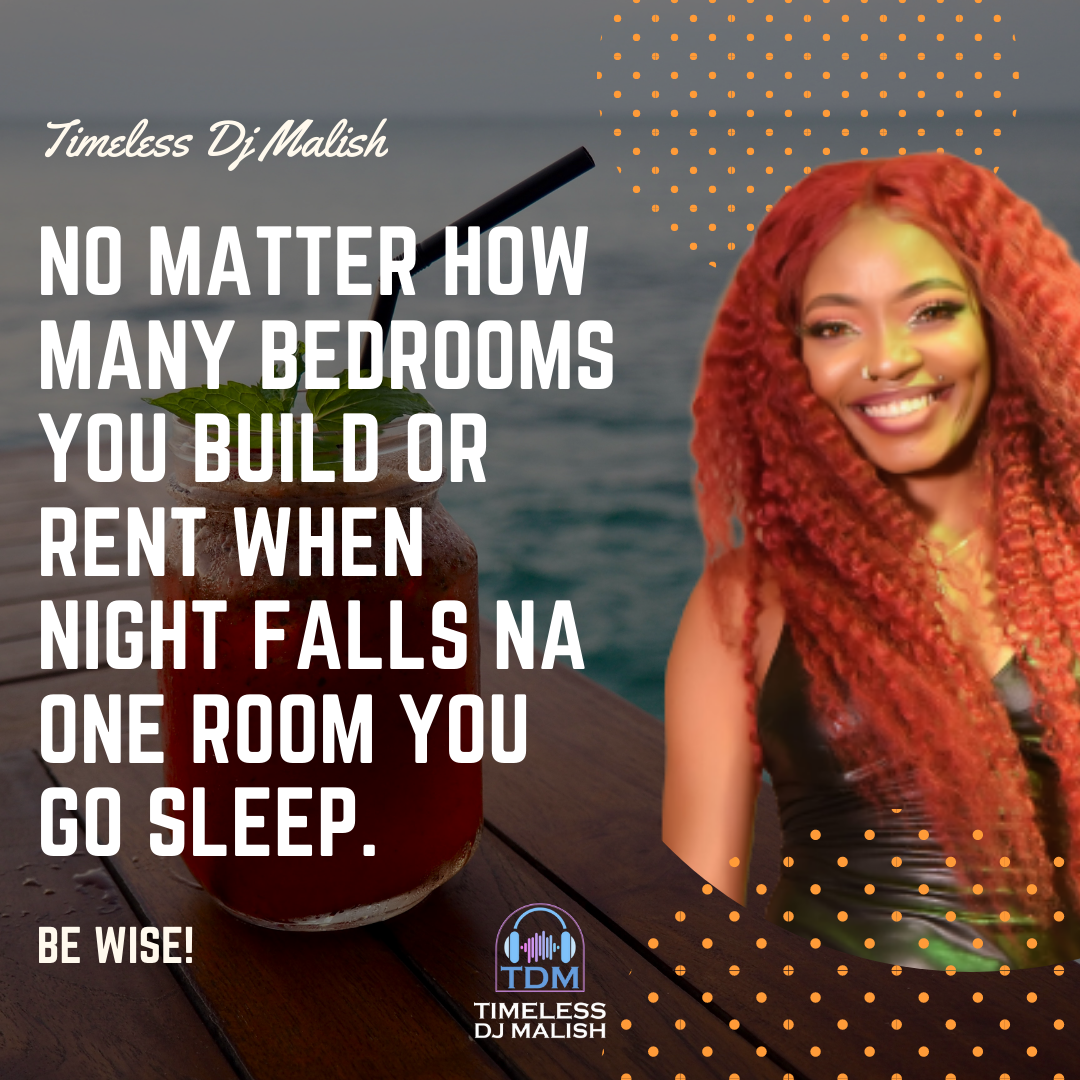 Timeless Dj Malish
NO MATTER HOW
MANY BEDROOMS
YOU BUILD OR
RENT WHEN
NIGHT FALLS NA
ONE ROOM YOU
GO SLEEP.
BE WISE!
TDM
TIMELESS
DJ MALISH